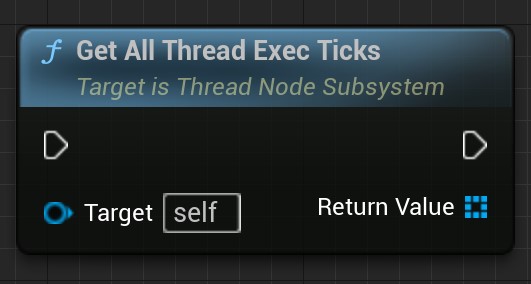 f Get All Thread Exec Ticks
Target is Thread Node Subsystem
Target self
Return Value